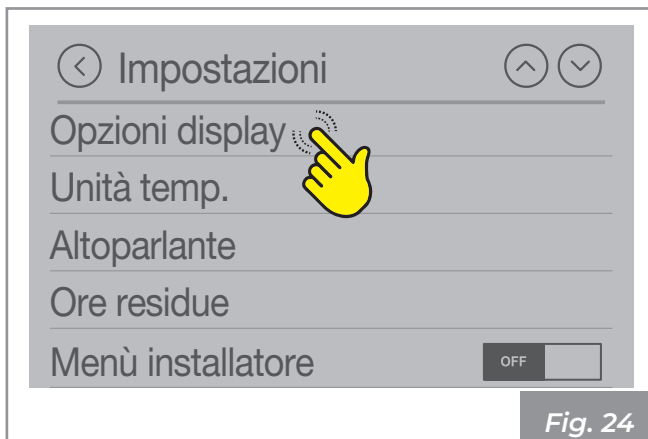 Impostazioni
Opzioni display
Unità temp.
Altoparlante
Ore residue
Menù installatore OFF
Fig. 24